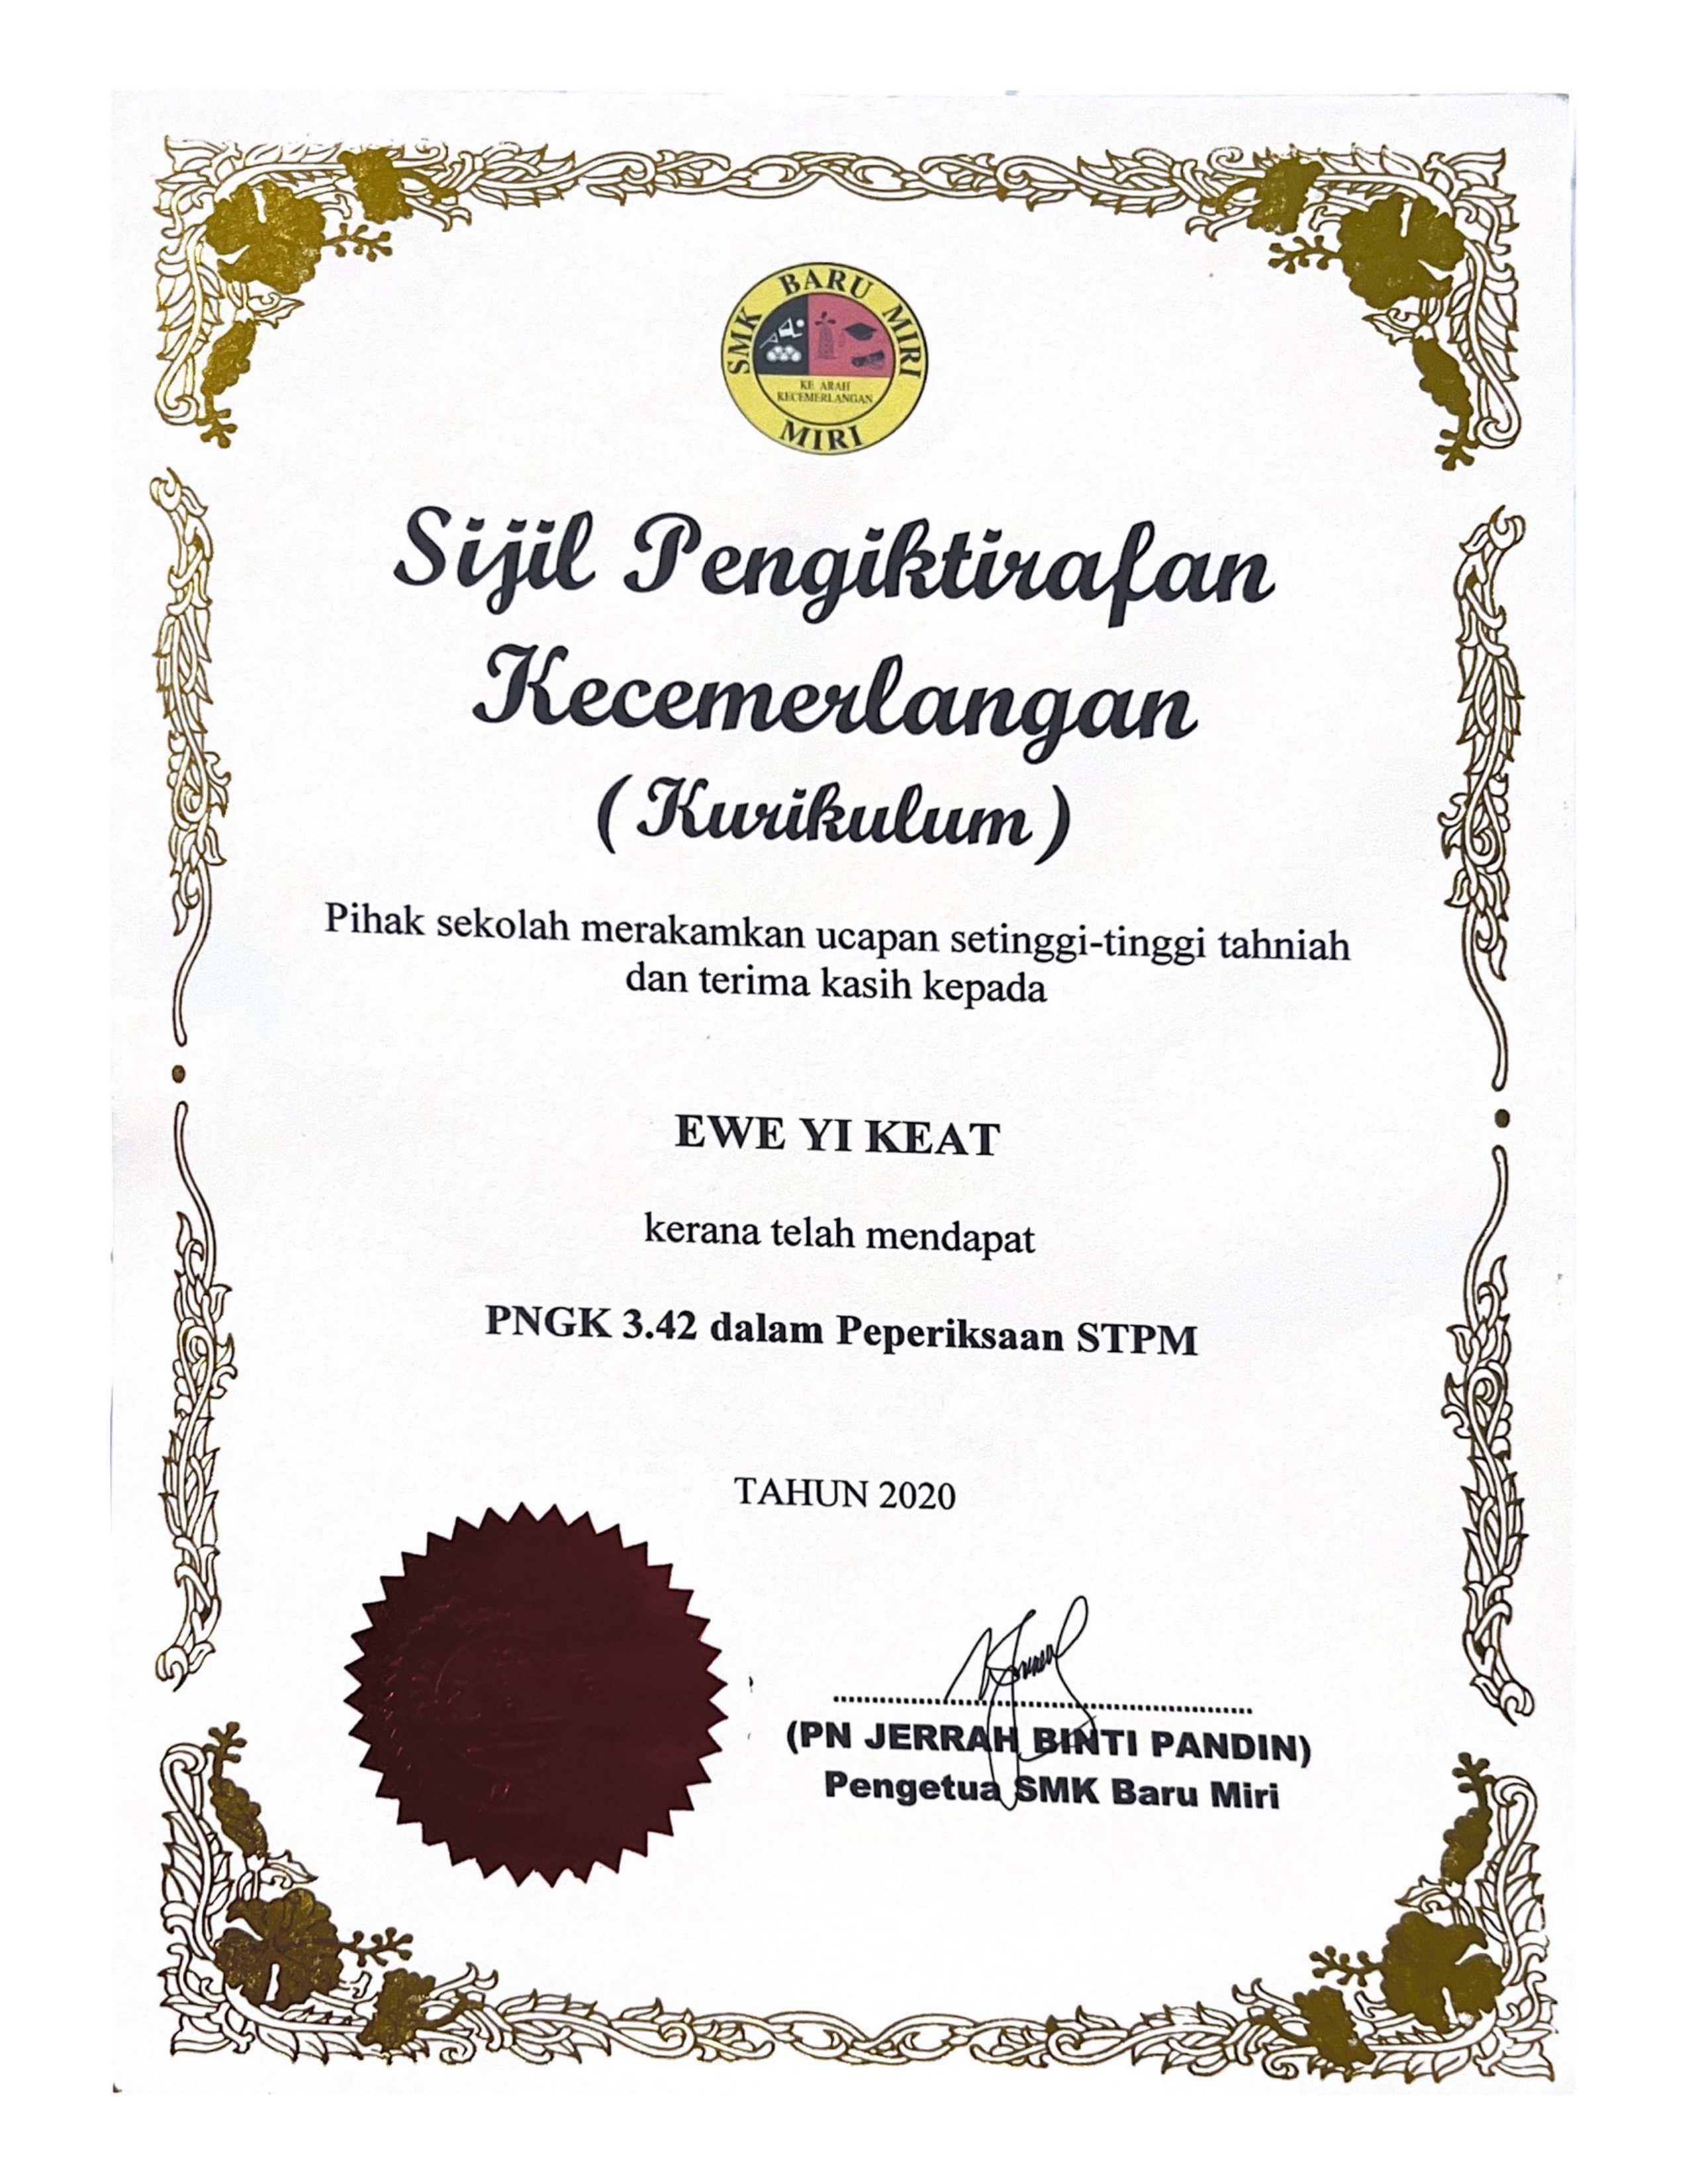 SMK BARU MIRI
KE ARAH
KECEMERLANGAN
MIRI
Sijil Pengiktirafan
Kecemerlangan
(Kurikulum)
Pihak sekolah merakamkan ucapan setinggi-tinggi tahniah
dan terima kasih kepada
EWE YI KEAT
kerana telah mendapat
PNGK 3.42 dalam Peperiksaan STPM
TAHUN 2020
(PN JERRAH BINTI PANDIN)
Pengetua SMK Baru Miri